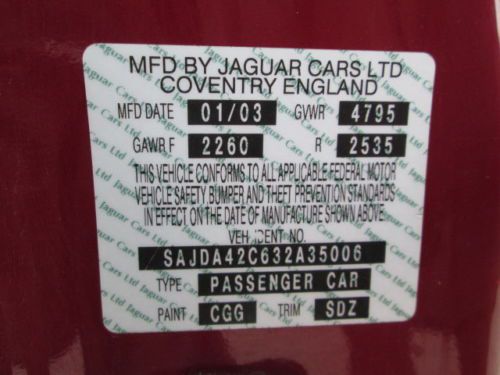 MFD BY JAGUAR CARS LTD
COVENTRY ENGLAND
MFD DATE 01/03 GVWR 4795
GAWR F 2260 R 2535
THIS VEHICLE CONFORMS TO ALL APPLICABLE FEDERAL MOTOR
VEHICLE SAFETY, BUMPER AND THEFT PREVENTION STANDARDS
IN EFFECT ON THE DATE OF MANUFACTURE SHOWN ABOVE
VEH. IDENT NO.
SAJDA42C632A35006
TYPE PASSENGER CAR
PAINT CGG TRIM SDZ